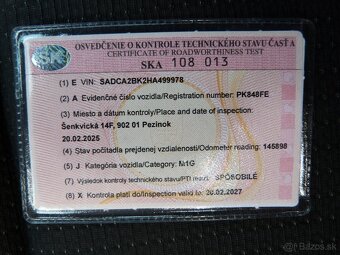 OSVEDČENIE O KONTROLE TECHNICKÉHO STAVU ČASŤ A
CERTIFICATE OF ROADWORTHINESS TEST
SK
SKA 108 013
(1) E VIN: SADCA2BK2HA499978
(2) A Evidenčné číslo vozidla/Registration number: PK848FE
(3) Miesto a dátum kontroly/Place and date of inspection:
Šenkvická 14F, 902 01 Pezinok
20.02.2025
(4) Stav počítadla prejdenej vzdialenosti/Odometer reading: 145898
(5) J Kategória vozidla/Category: M1G
(7) Výsledok kontroly technického stavu/PTI result: SPÔSOBILÉ
(8) X Kontrola platí do/Inspection valid to: 20.02.2027
bazos.sk